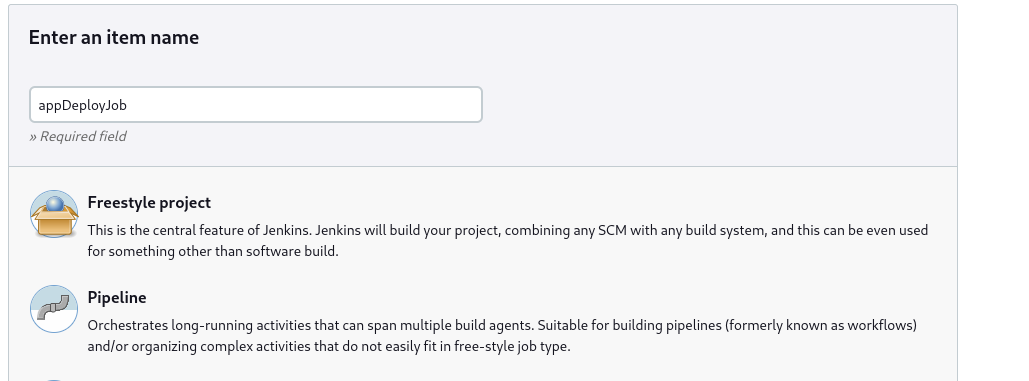 Enter an item name
appDeployJob
» Required field
Freestyle project
This is the central feature of Jenkins. Jenkins will build your project, combining any SCM with any build system, and this can be even used
for something other than software build.
Pipeline
Orchestrates long-running activities that can span multiple build agents. Suitable for building pipelines (formerly known as workflows)
and/or organizing complex activities that do not easily fit in free-style job type.